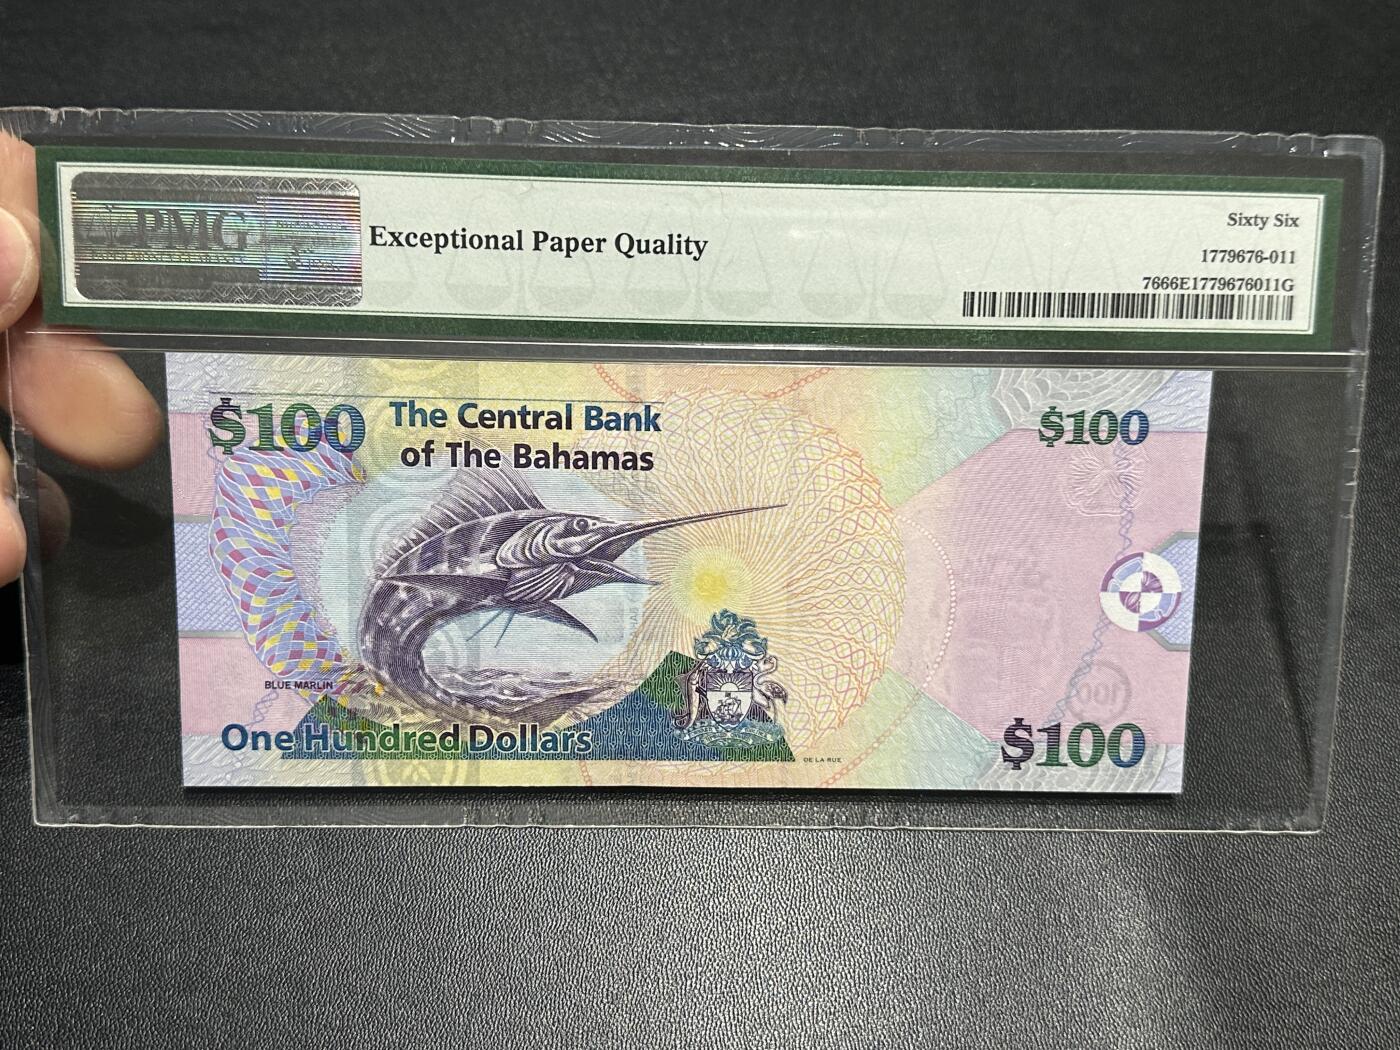 PMG
Exceptional Paper Quality
Sixty Six
1779676-011
7666E1779676011G
$100
The Central Bank
of The Bahamas
$100
BLUE MARLIN
One Hundred Dollars
DE LA RUE
$100